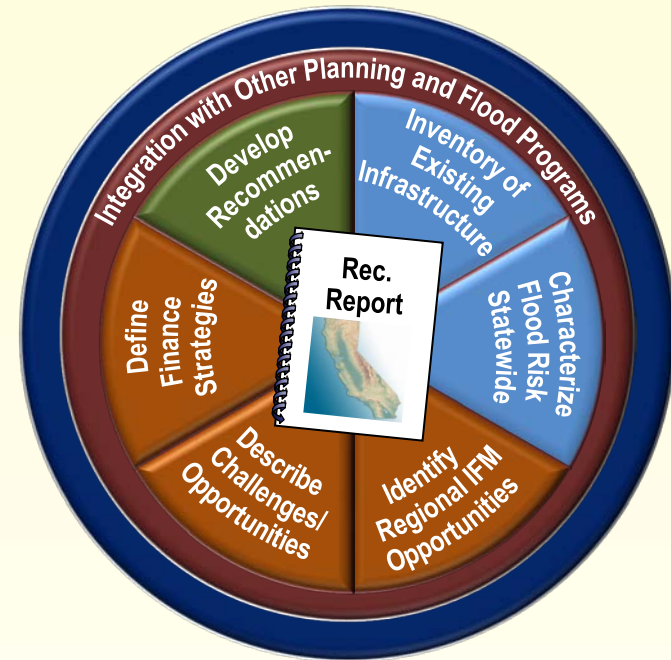 Integration with Other Planning and Flood Programs
Develop
Recommen-
dations
Inventory of
Existing
Infrastructure
Characterize
Flood Risk
Statewide
Identify
Regional IFM
Opportunities
Describe
Challenges/
Opportunities
Define
Finance
Strategies
Rec.
Report